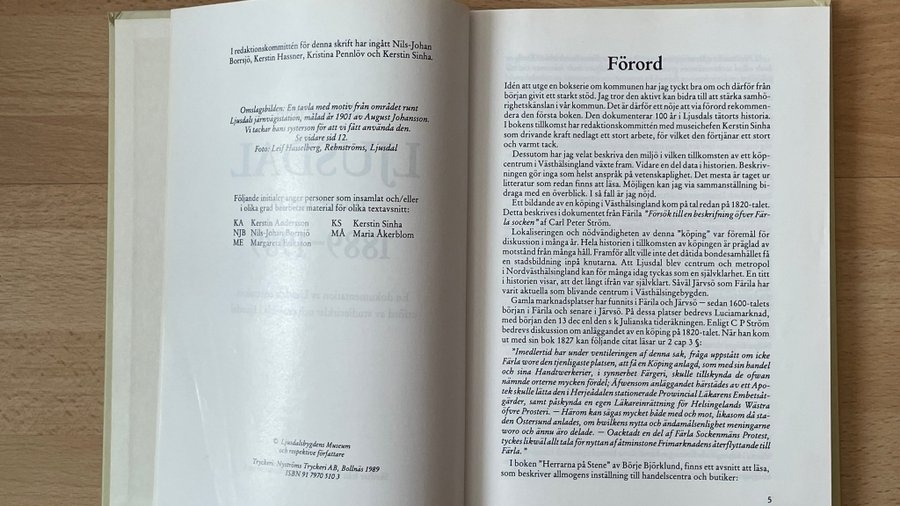 I redaktionskommittén för denna skrift har ingått Nils-Johan
Borrsjö, Kerstin Hassner, Kristina Pennlöv och Kerstin Sinha.
Omslagsbilden: En tavla med motiv från området runt
Ljusdals järnvägsstation, målad år 1901 av August Johansson.
Vi tackar hans systerson för att vi fått använda den.
Se vidare sid 12.
Foto: Leif Hasselberg, Rehnströms, Ljusdal
Följande initialer anger personer som insamlat och/eller
i olika grad bearbetat material för olika textavsnitt:
KA Kerstin Andersson KS Kerstin Sinha
NJB Nils-Johan Borrsjö MÅ Maria Åkerblom
ME Margareta Eriksson
© Ljusdalsbygdens Museum
och respektive författare
Tryckeri: Nyströms Tryckeri AB, Bollnäs 1989
ISBN 91 7970 510 3
Förord
Idén att utge en bokserie om kommunen har jag tyckt bra om och därför från
början givit ett starkt stöd. Jag tror den aktivt kan bidra till att stärka samhö-
righetskänslan i vår kommun. Det är därför ett nöje att via förord rekommen-
dera den första boken. Den dokumenterar 100 år i Ljusdals tätorts historia.
I bokens tillkomst har redaktionskommittén med museichefen Kerstin Sinha
som drivande kraft nedlagt ett stort arbete, för vilket den förtjänar ett stort
och varmt tack.
Dessutom har jag velat beskriva den miljö i vilken tillkomsten av ett köp-
centrum i Västhälsingland växte fram. Vidare en del data i historien. Beskriv-
ningen gör inga som helst anspråk på vetenskaplighet. Det mesta är taget ur
litteratur som redan finns att läsa. Möjligen kan jag via sammanställning bi-
draga med en överblick. I så fall är jag nöjd.
Ett bildande av en köping i Västhälsingland kom på tal redan på 1820-talet.
Detta beskrives i dokumentet från Färila "Försök till en beskrifning öfver Fär-
la socken" af Carl Peter Ström.
Lokaliseringen och nödvändigheten av denna "köping" var föremål för
diskussion i många år. Hela historien i tillkomsten av köpingen är präglad av
motstånd från många håll. Framför allt ville inte det dåtida bondesamhället få
en stadsbildning inpå knutarna. Att Ljusdal blev centrum och metropol
i Nordvästhälsingland kan för många idag tyckas som en självklarhet. En titt
i historien visar, att det långt ifrån var självklart. Såväl Järvsö som Färila har
varit aktuella som blivande centrum i Västhälsingebygden.
Gamla marknadsplatser har funnits i Färila och Järvsö — sedan 1600-talets
början i Färila och senare i Järvsö. På dessa platser bedrevs Luciamarknad,
med början den 13 dec enl den s k Julianska tideräkningen. Enligt C P Ström
bedrevs diskussion om anläggandet av en köping på 1820-talet. När han kom
ut med sin bok 1827 kan följande citat läsas ur 2 cap 3 §:
"Imedlertid har under ventileringen af denna sak, fråga uppstått om icke
Färla wore den tjenligaste platsen, att få en Köping anlagd, som med sin handel
och sina Handtwerkerier, i synnerhet Färgeri, skulle tillskynda de ofwan
nämnde orterne mycken fördel; Äfwensom anläggandet härstädes av ett Apo-
tek skulle lätta den i Herjeådalen stationerade Prowincial Läkarens Embetsåt-
gärder, samt påskynda en egen Läkareinrättning för Helsingelands Wästra
öfvre Prosteri. — Härom kan sägas mycket både med och mot, likasom då sta-
den Östersund anlades, om hwilkens nytta och ändamålsenlighet meningarne
woro och ännu äro delade. — Oacktadt en del af Färla Sockenmäns Protest,
tyckes likwäl allt tala för nyttan af åtminstone Frimarknadens återflyttande till
Färla."
I boken "Herrarna på Stene" av Börje Björklund, finns ett avsnitt att läsa,
som beskriver allmogens inställning till handelscentra och butiker:
5